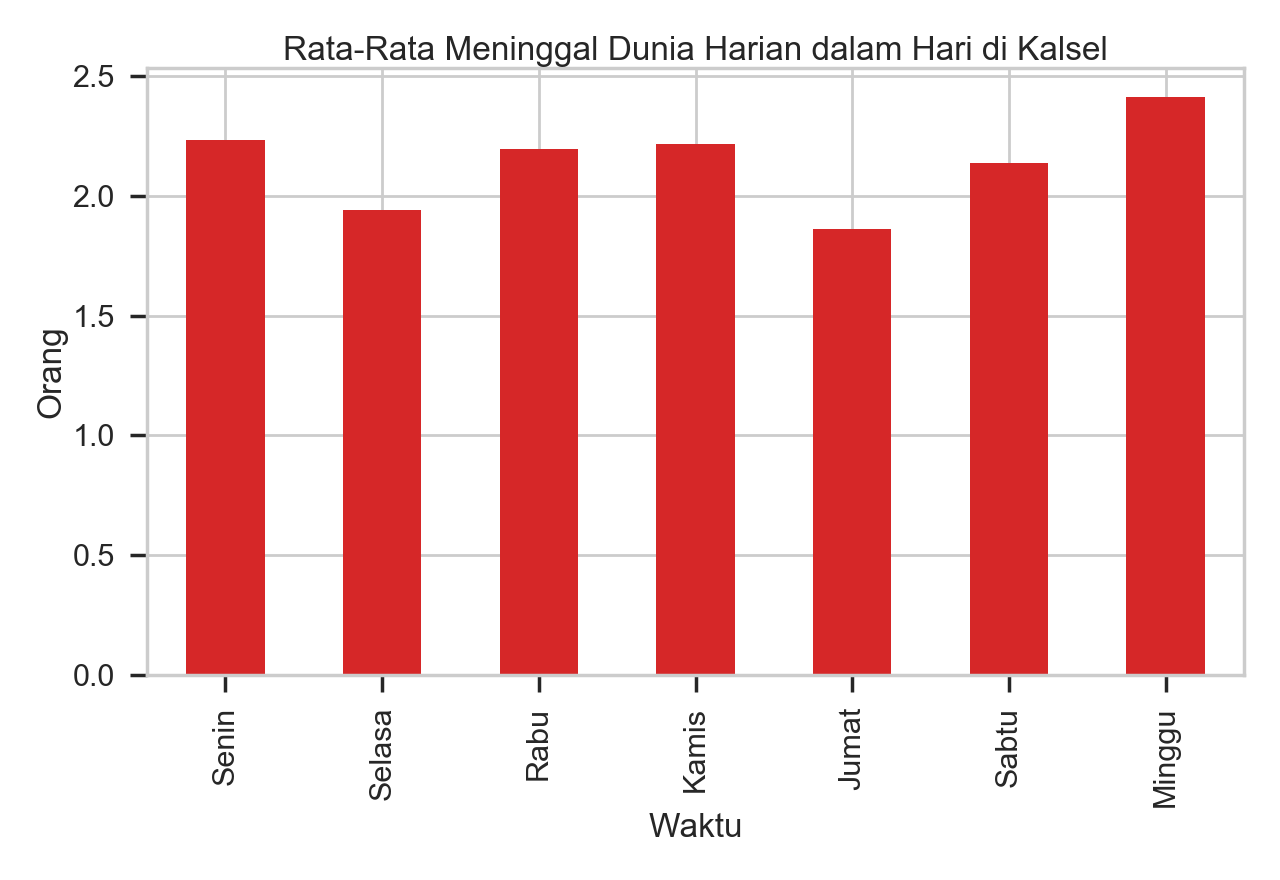 Rata-Rata Meninggal Dunia Harian dalam Hari di Kalsel
2.5
2.0
1.5
1.0
0.5
0.0
Orang
Senin
Selasa
Rabu
Kamis
Jumat
Sabtu
Minggu
Waktu